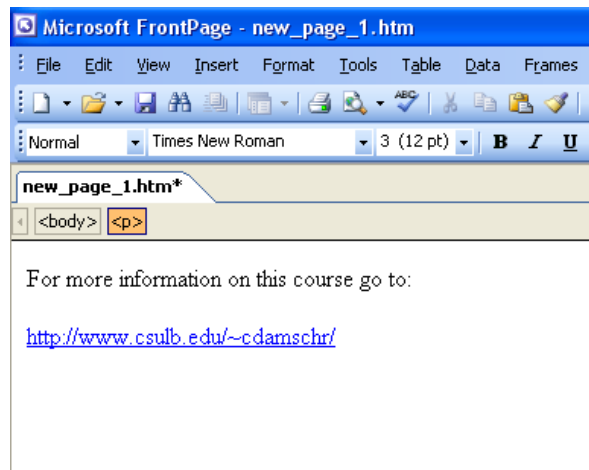 Microsoft FrontPage - new_page_1.htm
File Edit View Insert Format Tools Table Data Frames
ABC
Normal Times New Roman 3 (12 pt) B I U
new_page_1.htm*
<body> <p>
For more information on this course go to:
http://www.csulb.edu/~cdamschr/